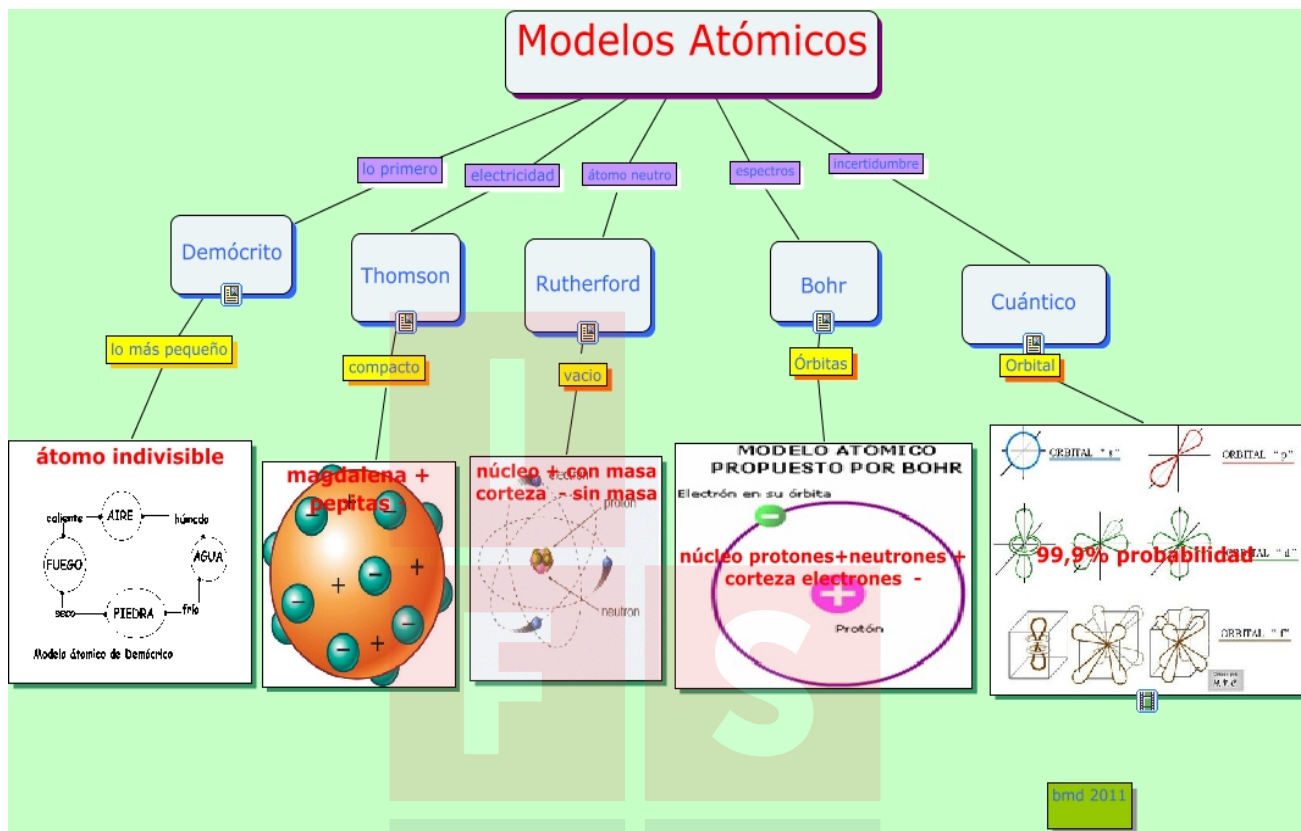 Modelos Atómicos
lo primero
electricidad
átomo neutro
espectros
incertidumbre
Demócrito
Thomson
Rutherford
Bohr
Cuántico
lo más pequeño
compacto
vacio
Órbitas
Orbital
átomo indivisible
caliente
AIRE
húmedo
FUEGO
AGUA
seco
PIEDRA
frío
Modelo átomico de Demócrico
magdalena +
pepitas -
núcleo + con masa
corteza - sin masa
electron
proton
neutron
MODELO ATÓMICO
PROPUESTO POR BOHR
Electrón en su órbita
núcleo protones+neutrones +
corteza electrones -
Protón
ORBITAL "s"
ORBITAL "p"
99,9% probabilidad
ORBITAL "f"
bmd 2011
I
F S